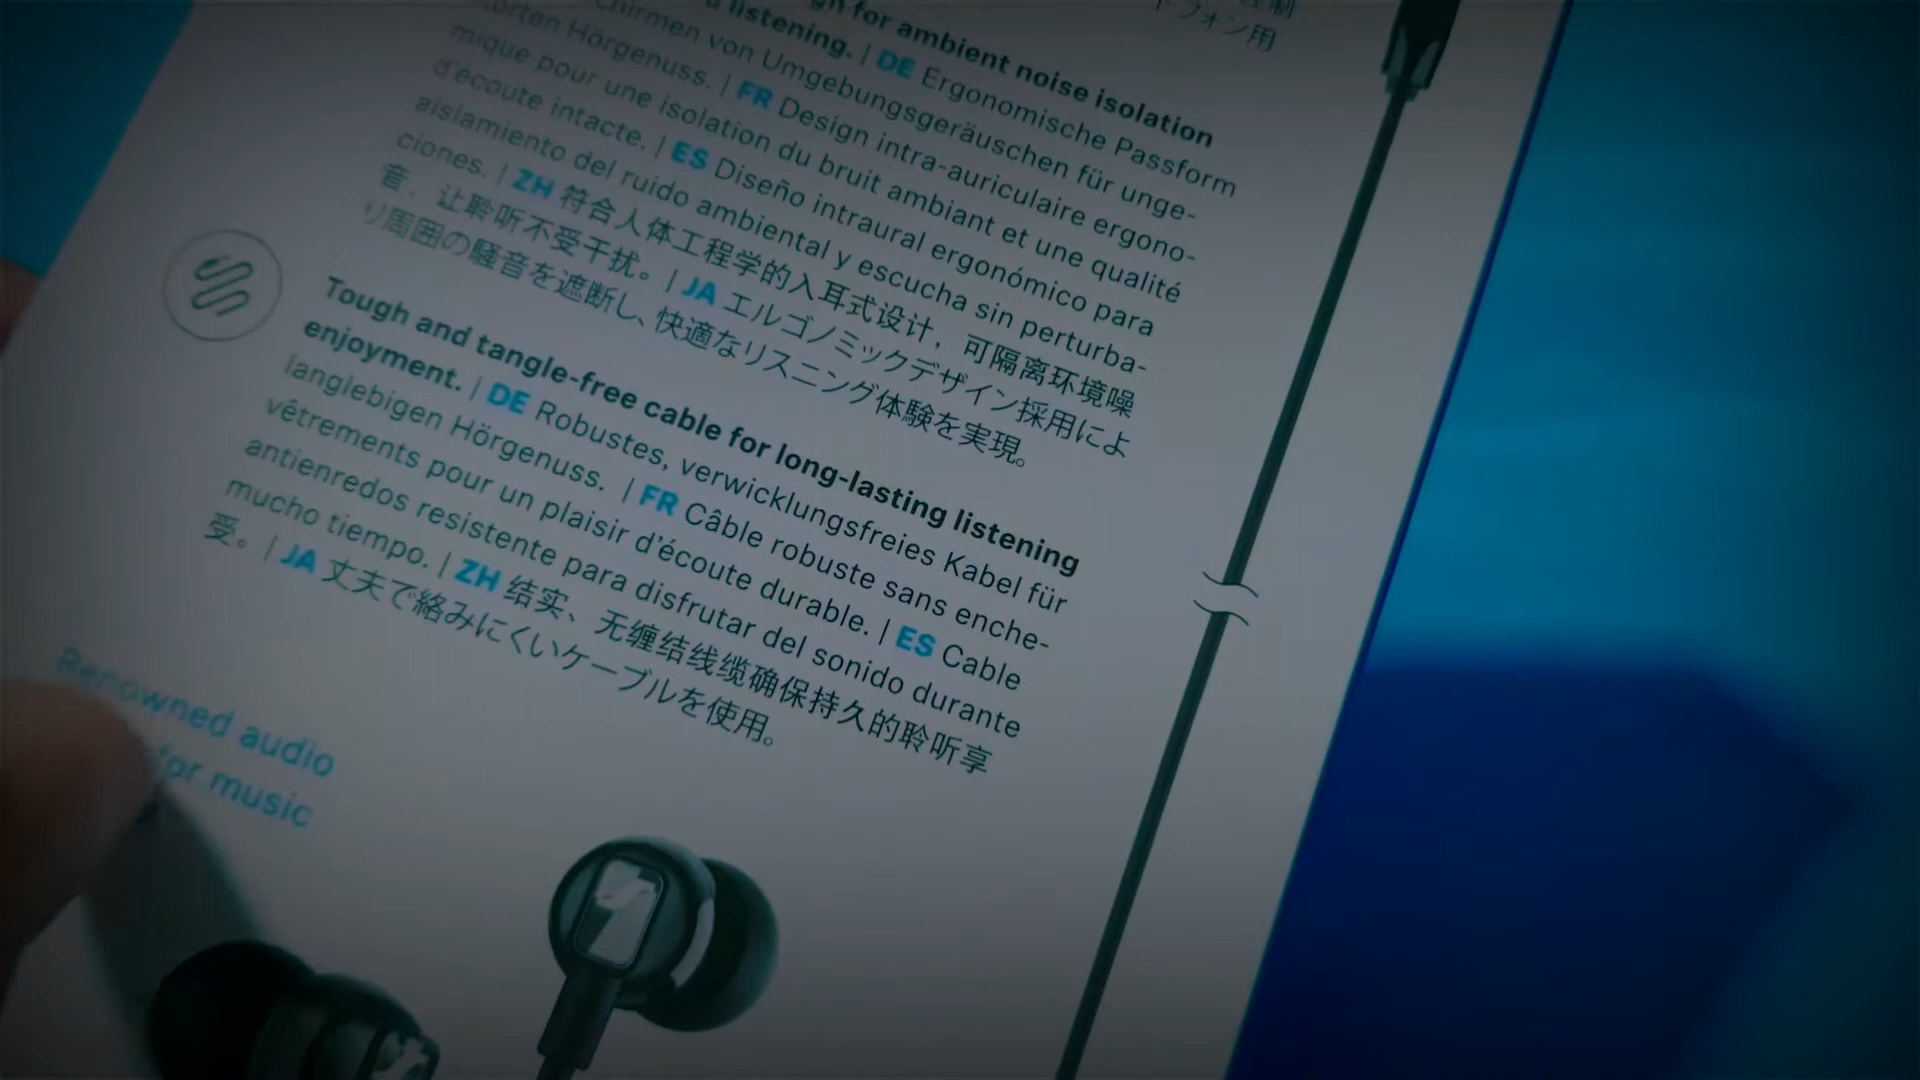 ドフォン用
for ambient noise isolation
listening. | DE Ergonomische Passform
von Umgebungsgeräuschen für unge-
Hörgenuss. | FR Design intra-auriculaire ergono-
mique pour une isolation du bruit ambiant et une qualité
d'écoute intacte. | ES Diseño intraural ergonómico para
aislamiento del ruido ambiental y escucha sin perturba-
ciones. | ZH 符合人体工程学的入耳式设计，可隔离环境噪
音，让聆听不受干扰。 | JA エルゴノミックデザイン採用によ
り周囲の騒音を遮断し、快適なリスニング体験を実現。
Tough and tangle-free cable for long-lasting listening
enjoyment. | DE Robustes, verwicklungsfreies Kabel für
langlebigen Hörgenuss. | FR Câble robuste sans enche-
vêtrements pour un plaisir d'écoute durable. | ES Cable
antienredos resistente para disfrutar del sonido durante
mucho tiempo. | ZH 结实、无缠结线缆确保持久的聆听享
受。 | JA 丈夫で絡みにくいケーブルを使用。
Renowned audio
for music